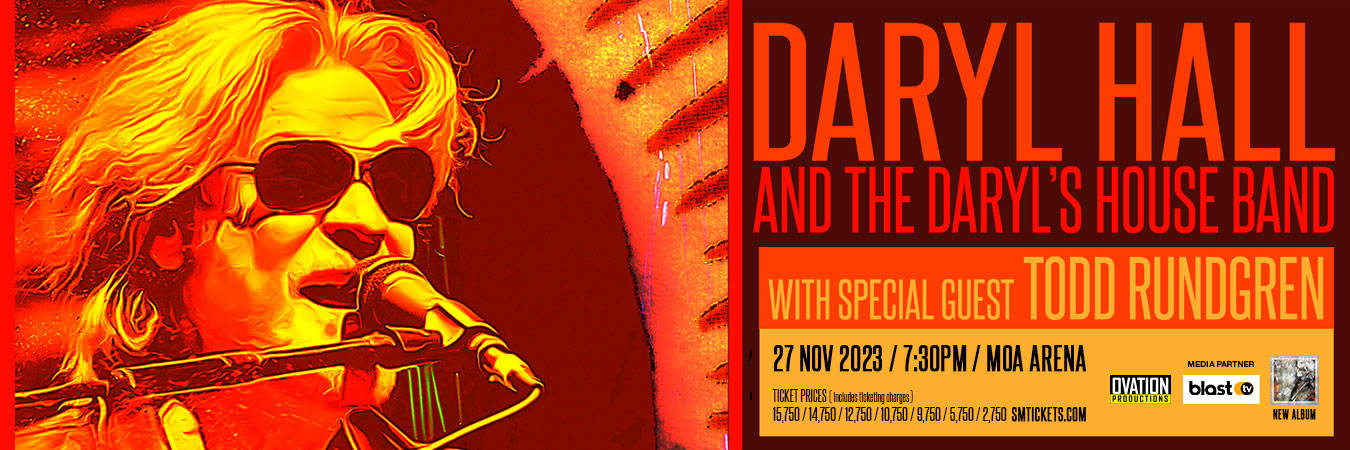 DARYL HALL
AND THE DARYL'S HOUSE BAND
WITH SPECIAL GUEST TODD RUNDGREN
27 NOV 2023 / 7:30PM / MOA ARENA
TICKET PRICES ( includes ticketing charges )
15,750 / 14,750 / 12,750 / 10,750 / 9,750 / 5,750 / 2,750 SMTICKETS.COM
OVATION
PRODUCTIONS
MEDIA PARTNER
blast tv
NEW ALBUM